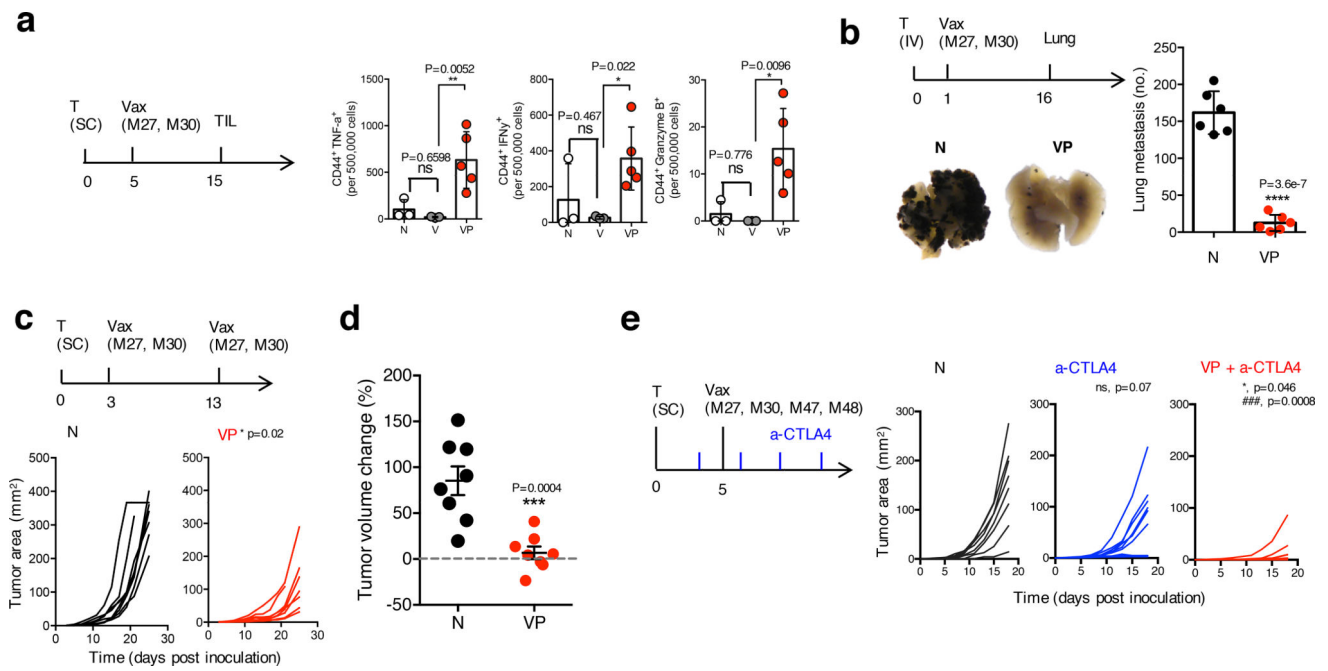 a
T
(SC)
Vax
(M27, M30)
TIL
0
5
15
P=0.0052
**
P=0.6598
ns
CD44+ TNF-a+
(per 500,000 cells)
1500
1000
500
0
N
V
VP
P=0.022
*
P=0.467
ns
CD44+ IFNγ+
(per 500,000 cells)
800
600
400
200
0
N
V
VP
P=0.0096
*
P=0.776
ns
CD44+ Granzyme B+
(per 500,000 cells)
30
20
10
0
N
V
VP
b
T
(IV)
Vax
(M27, M30)
Lung
0
1
16
N
VP
Lung metastasis (no.)
250
200
150
100
50
0
P=3.6e-7
****
N
VP
c
T
(SC)
Vax
(M27, M30)
Vax
(M27, M30)
0
3
13
N
VP * p=0.02
Tumor area (mm²)
500
400
300
200
100
0
0 10 20 30
500
400
300
200
100
0
0 10 20 30
Time (days post inoculation)
d
Tumor volume change (%)
200
150
100
50
0
-50
P=0.0004
***
N
VP
e
T
(SC)
Vax
(M27, M30, M47, M48)
a-CTLA4
0
5
N
a-CTLA4
ns, p=0.07
VP + a-CTLA4
*, p=0.046
###, p=0.0008
Tumor area (mm²)
300
200
100
0
0 5 10 15 20
300
200
100
0
0 5 10 15 20
300
200
100
0
0 5 10 15 20
Time (days post inoculation)